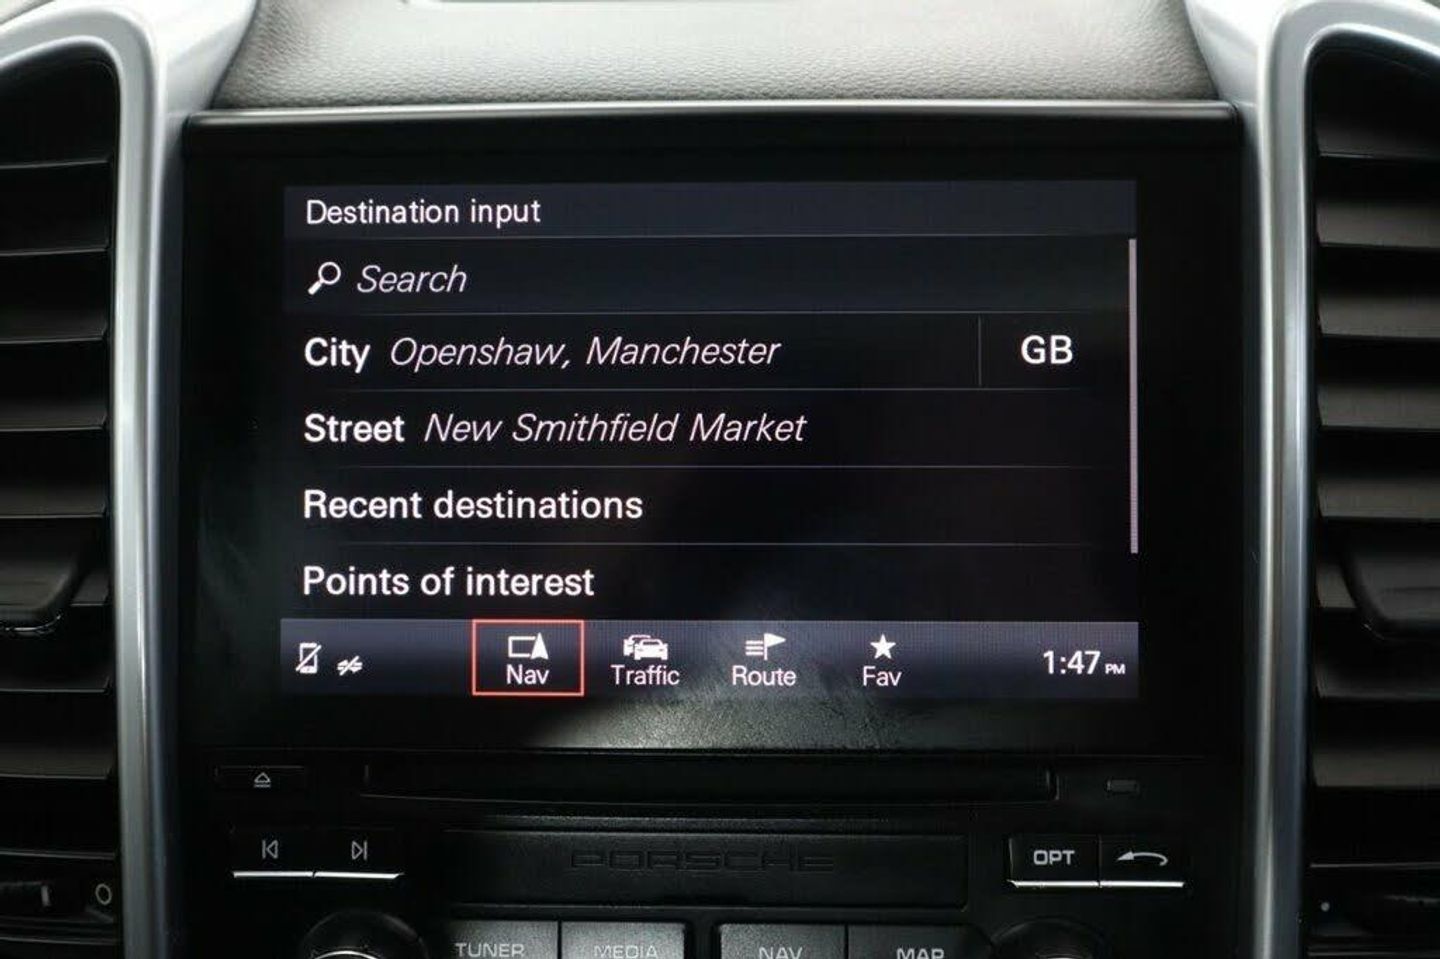 Destination input
Search
City Openshaw, Manchester GB
Street New Smithfield Market
Recent destinations
Points of interest
Nav Traffic Route Fav 1:47 PM
PORSCHE
OPT
TUNER MEDIA NAV MAP